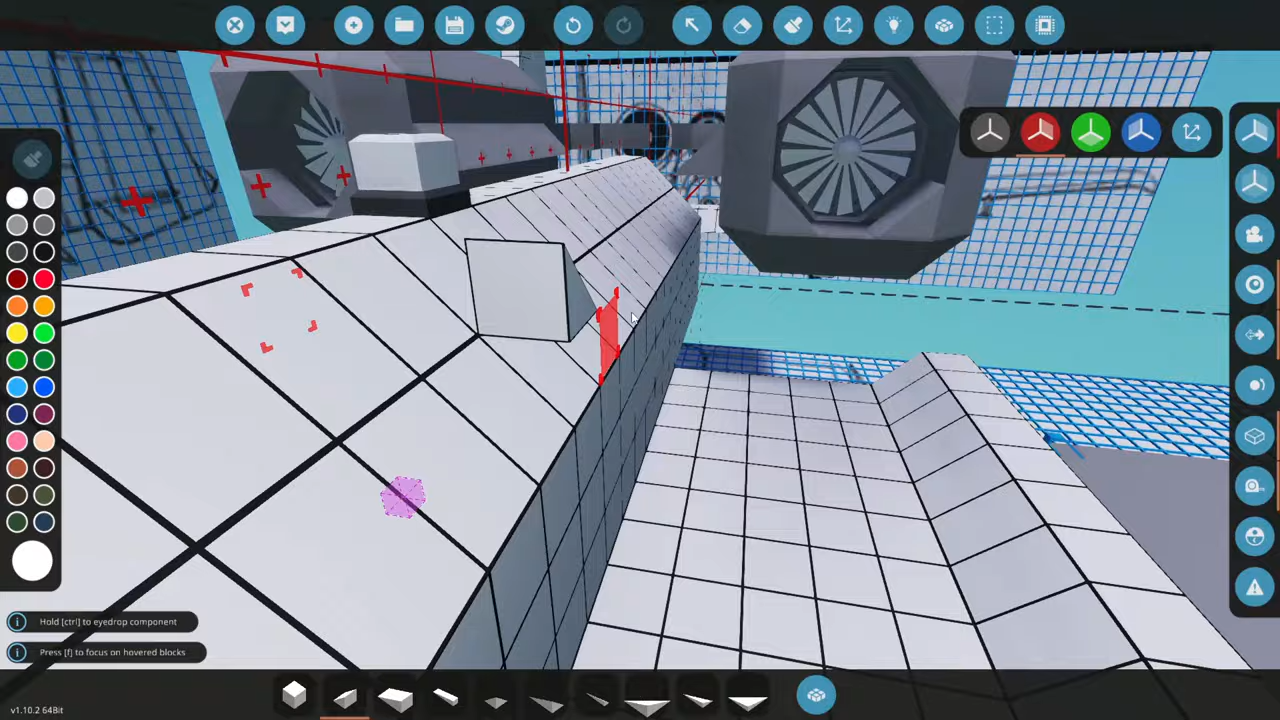 Hold [ctrl] to eyedrop component
Press [f] to focus on hovered blocks
v1.10.2 64Bit